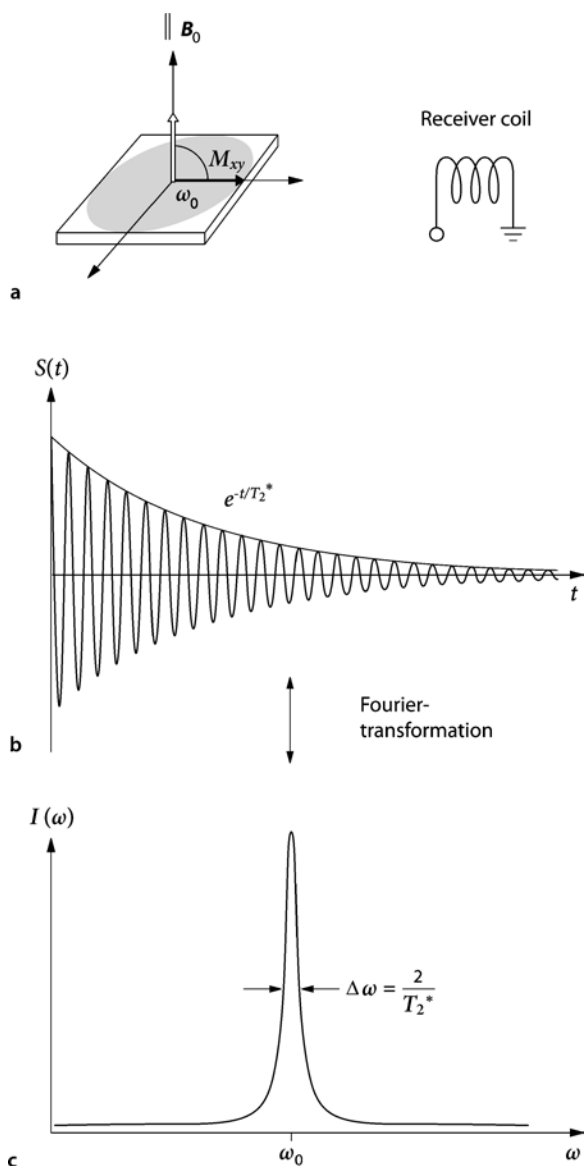 || B₀
Receiver coil
Mxy
ω₀
a
S(t)
e^-t/T₂*
t
Fourier-
transformation
b
I (ω)
Δω = 2/T₂*
ω₀
ω
c